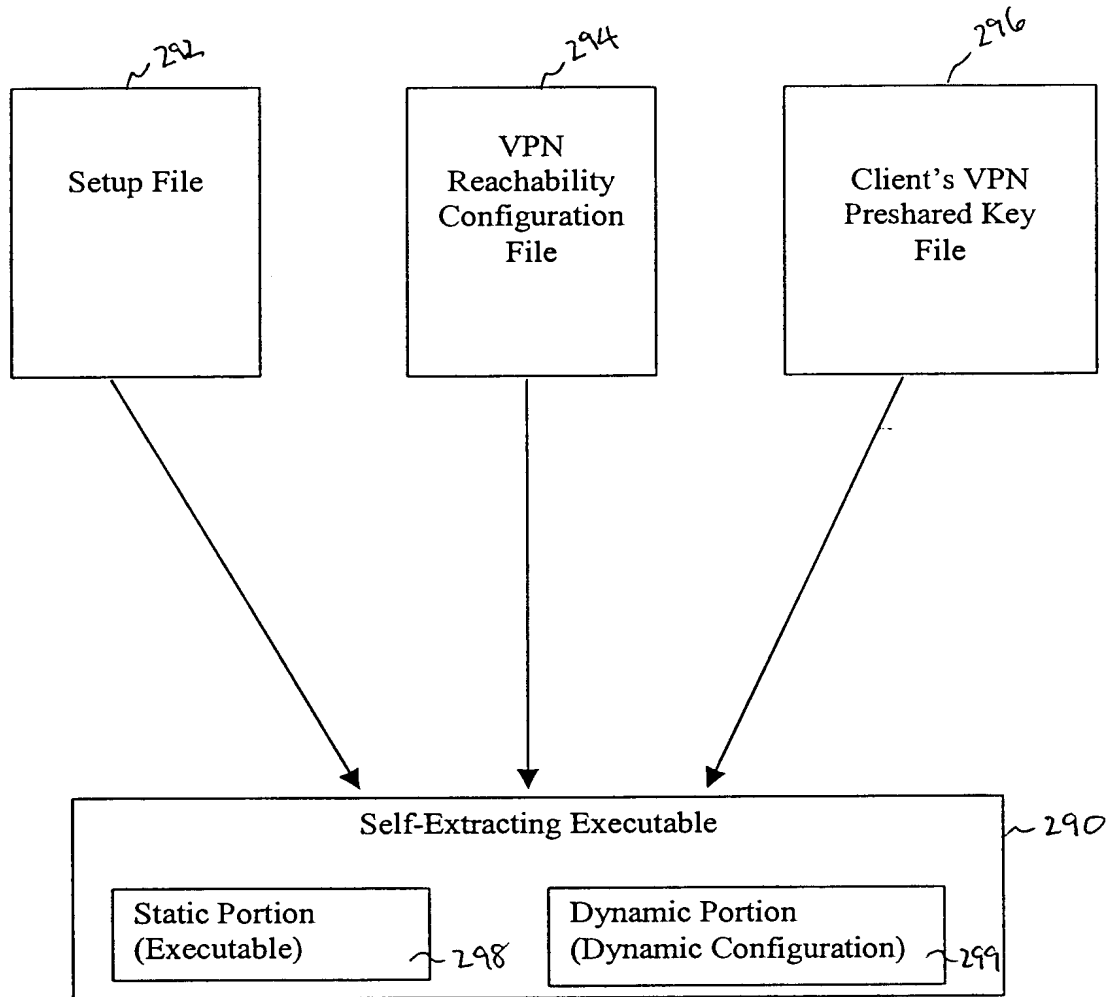 292
294
296
Setup File
VPN
Reachability
Configuration
File
Client's VPN
Preshared Key
File
Self-Extracting Executable
290
Static Portion
(Executable)
298
Dynamic Portion
(Dynamic Configuration)
299